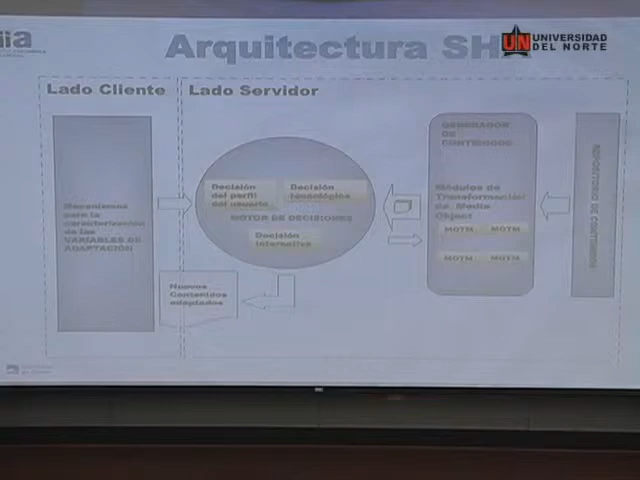 iia
Arquitectura SH
UN UNIVERSIDAD
DEL NORTE
Lado Cliente
Lado Servidor
Mecanismos
para la
caracterización
de las
VARIABLES DE
ADAPTACIÓN
Decisión
del perfil
del usuario
Decisión
tecnológica
MOTOR DE DECISIONES
Decisión
Nuevos
Contenidos
adaptados
GENERADOR
DE
CONTENIDOS
Módulos de
Transformación
de Media
Object
MOTM MOTM
MOTM MOTM
REPOSITORIO DE CONTENIDOS